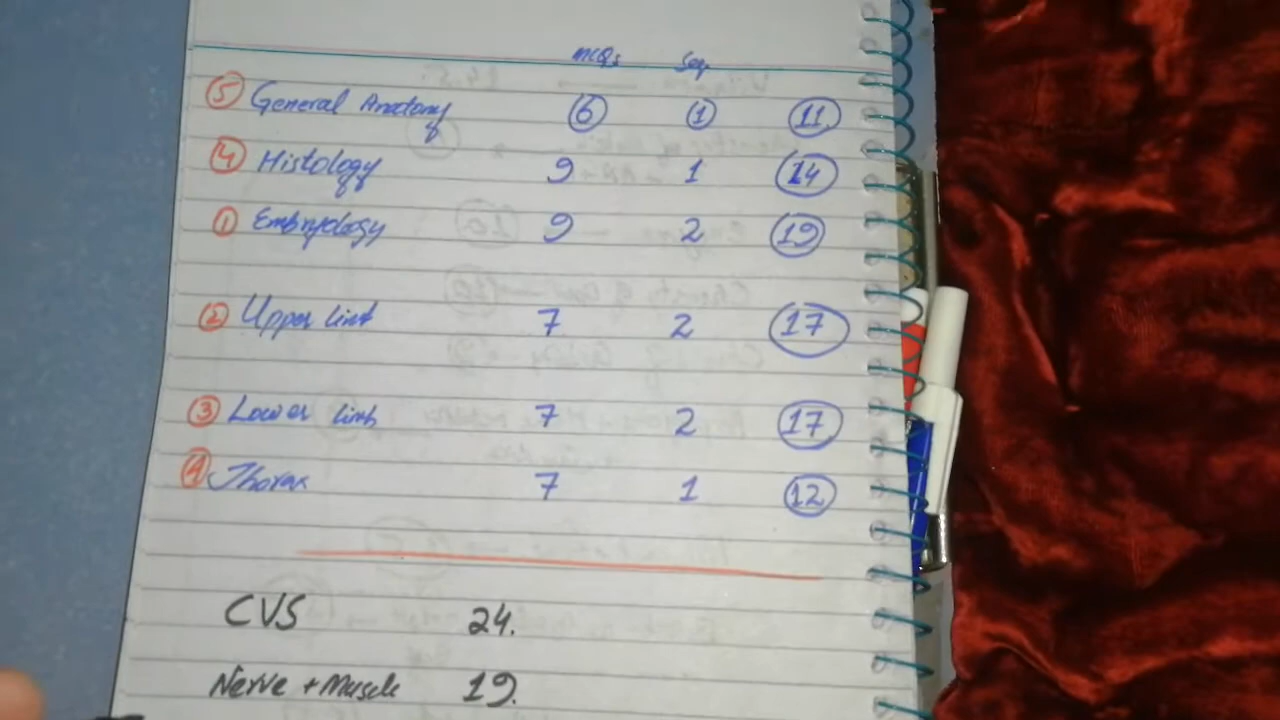 MCQs Seq
5 General Anatomy 6 1 11
4 Histology 9 1 14
1 Embryology 9 2 19
2 Upper limb 7 2 17
3 Lower limb 7 2 17
4 Thorax 7 1 12
CVS 24.
Nerve + Muscle 19.